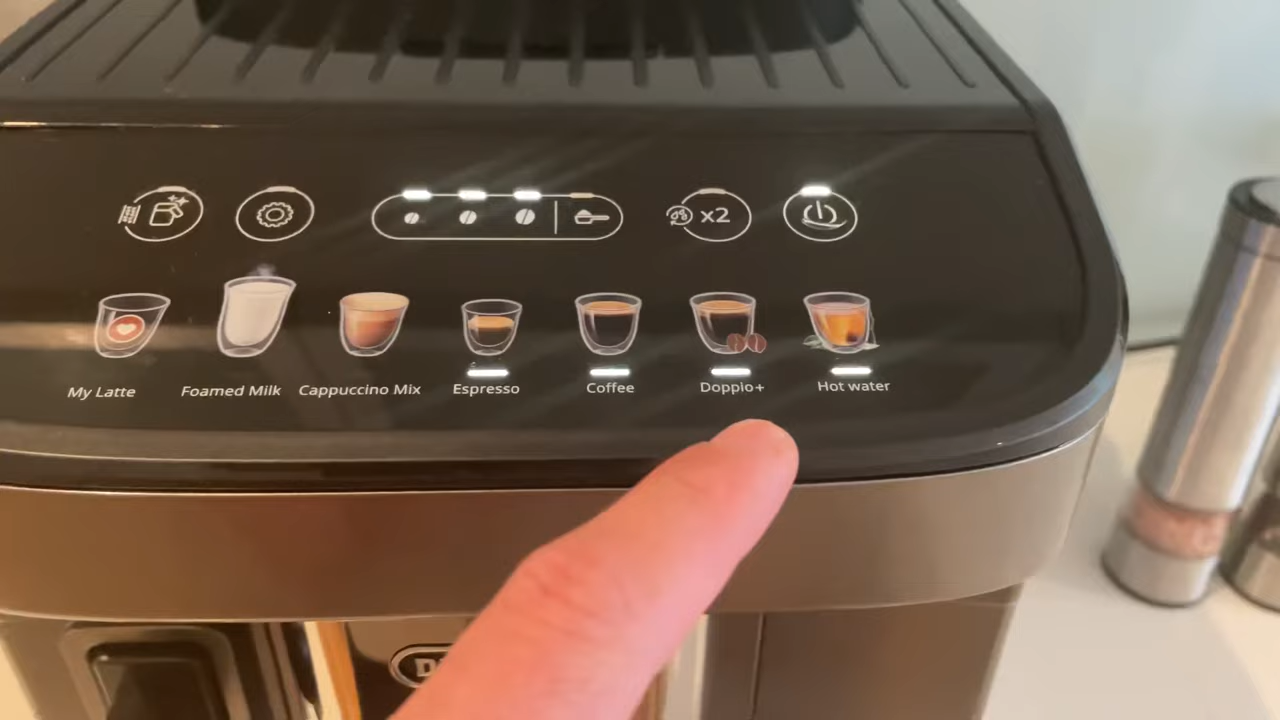 x2
My Latte
Foamed Milk
Cappuccino Mix
Espresso
Coffee
Doppio+
Hot water